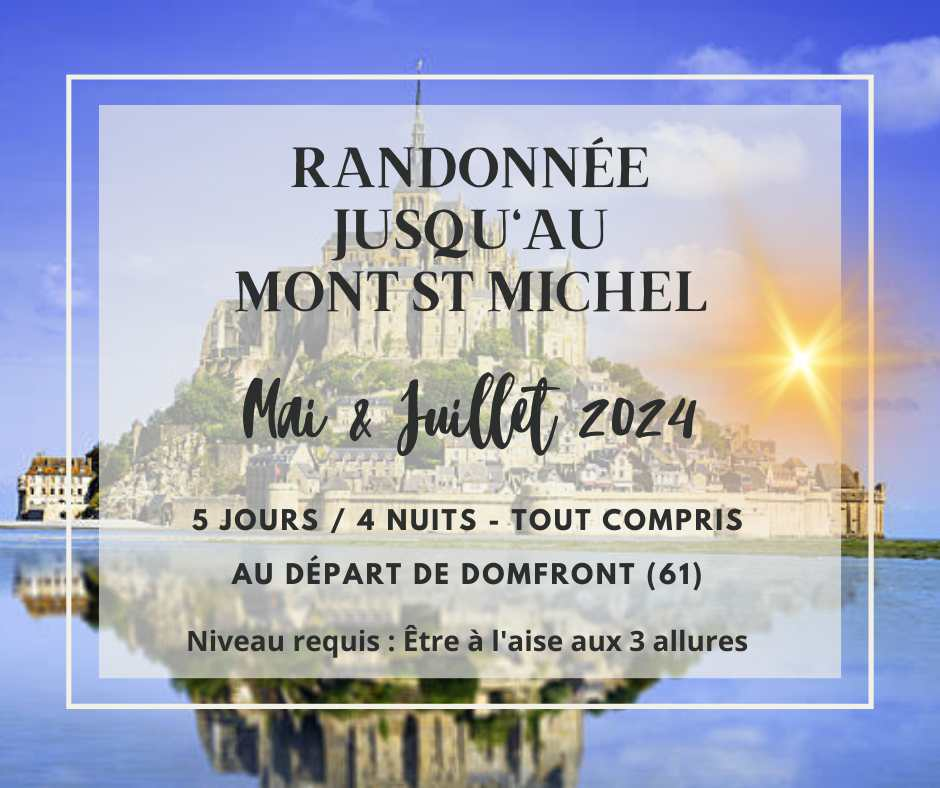 RANDONNÉE
JUSQU'AU
MONT ST MICHEL
Mai & Juillet 2024
5 JOURS / 4 NUITS - TOUT COMPRIS
AU DÉPART DE DOMFRONT (61)
Niveau requis : Être à l'aise aux 3 allures